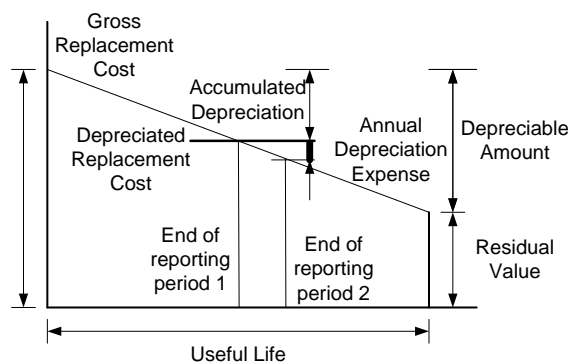 Gross
Replacement
Cost
Accumulated
Depreciation
Depreciated
Replacement
Cost
Annual
Depreciation
Expense
Depreciable
Amount
End of
reporting
period 1
End of
reporting
period 2
Residual
Value
Useful Life